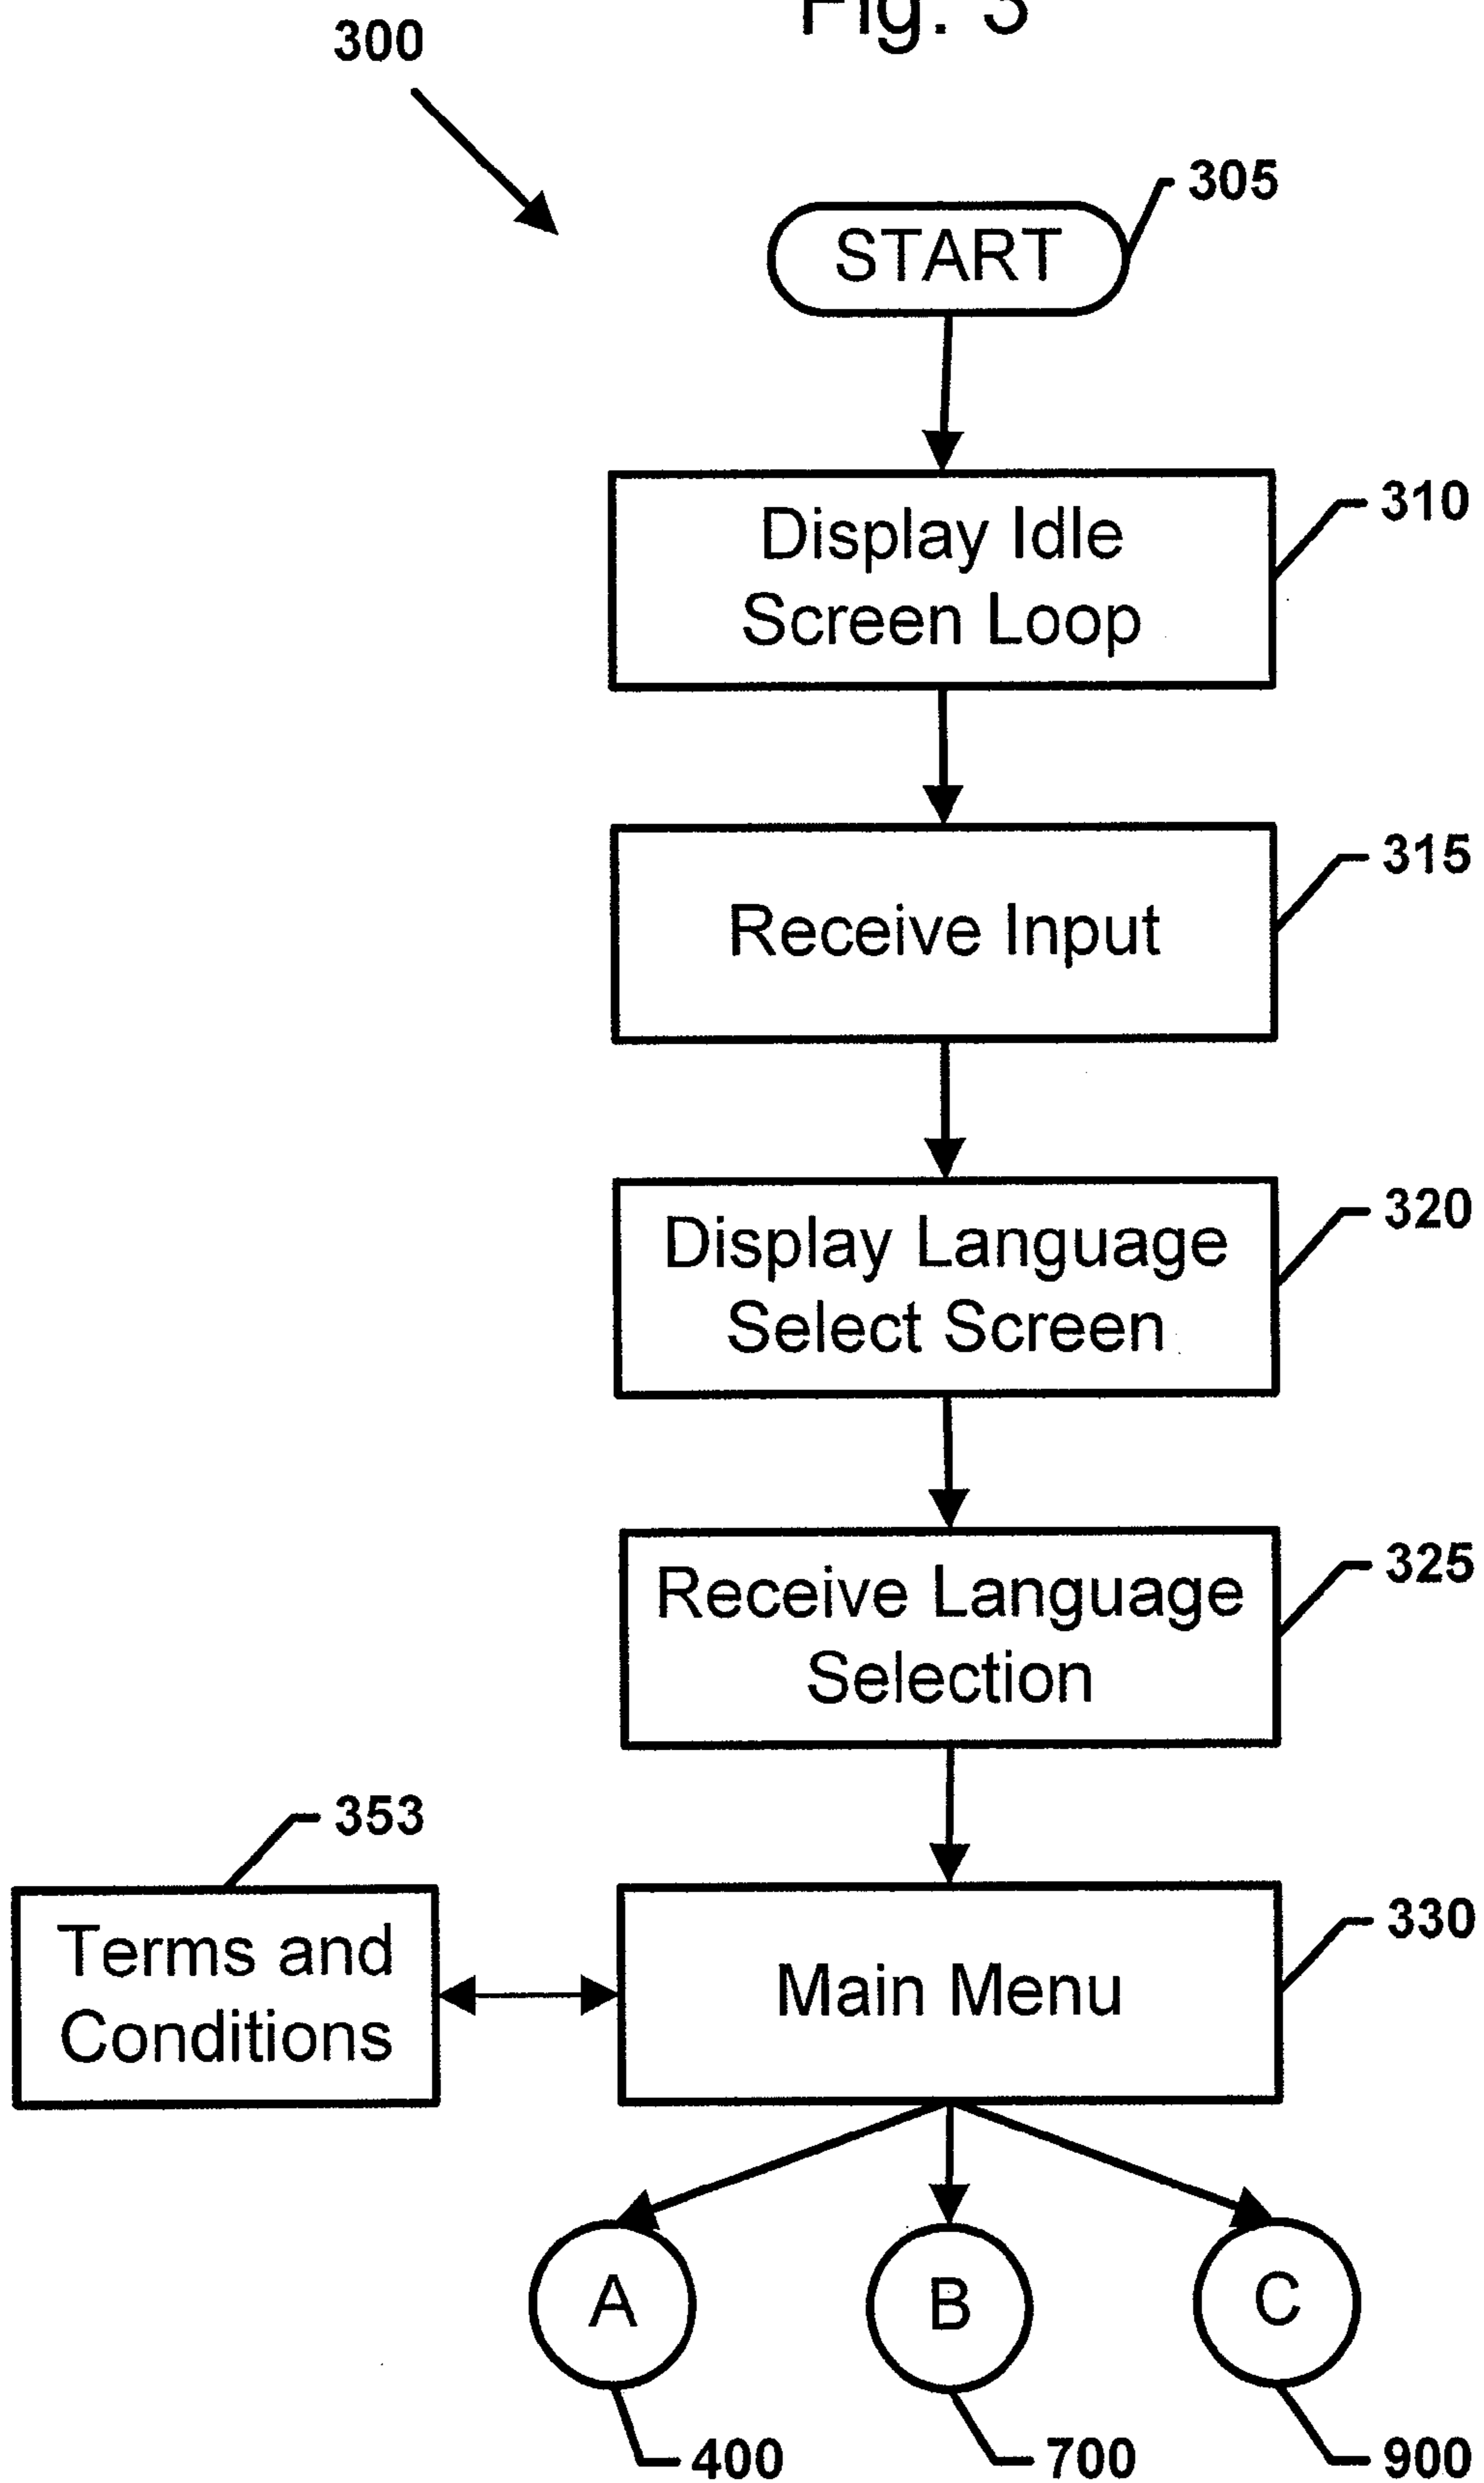 Fig. 3
300
305
START
310
Display Idle
Screen Loop
315
Receive Input
320
Display Language
Select Screen
325
Receive Language
Selection
353
Terms and
Conditions
330
Main Menu
A
B
C
400
700
900